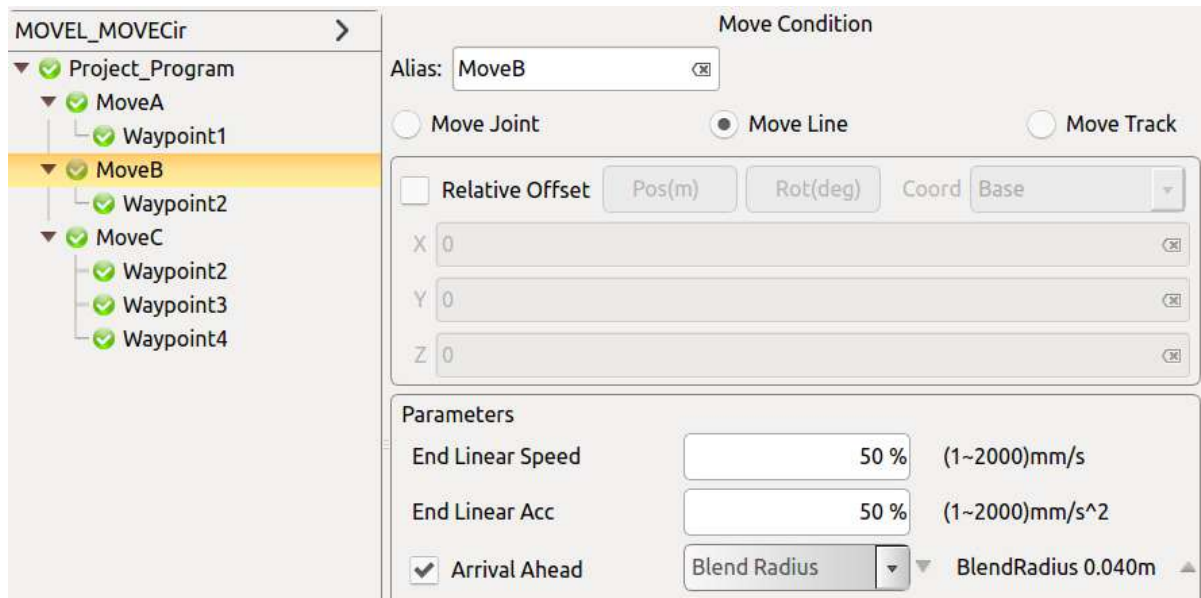 MOVEL_MOVECir
Project_Program
MoveA
Waypoint1
MoveB
Waypoint2
MoveC
Waypoint2
Waypoint3
Waypoint4
Move Condition
Alias: MoveB
Move Joint Move Line Move Track
Relative Offset Pos(m) Rot(deg) Coord Base
X 0
Y 0
Z 0
Parameters
End Linear Speed 50 % (1~2000)mm/s
End Linear Acc 50 % (1~2000)mm/s^2
Arrival Ahead Blend Radius BlendRadius 0.040m